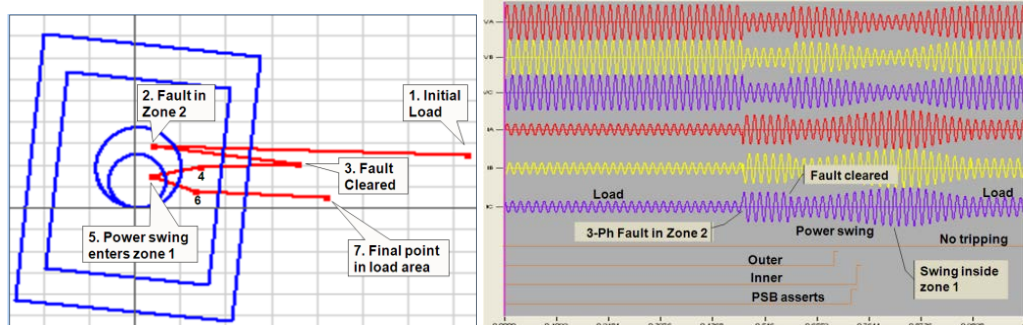 2. Fault in
Zone 2
1. Initial
Load
3. Fault
Cleared
4
6
5. Power swing
enters zone 1
7. Final point
in load area
VA
VB
VC
IA
IB
IC
Load
Fault cleared
Load
3-Ph Fault in Zone 2
Power swing
No tripping
Outer
Inner
PSB asserts
Swing inside
zone 1